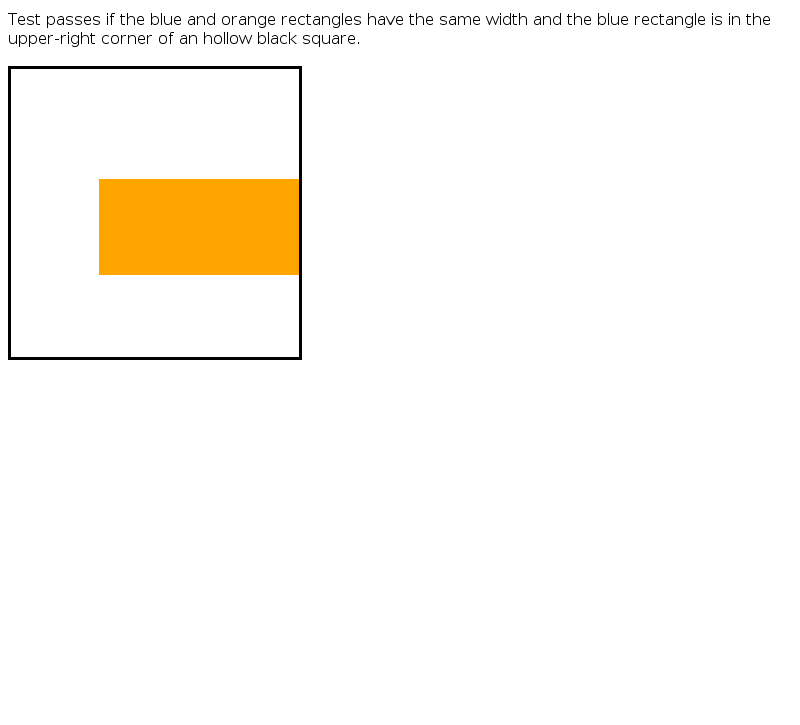 Test passes if the blue and orange rectangles have the same width and the blue rectangle is in the
upper-right corner of an hollow black square.